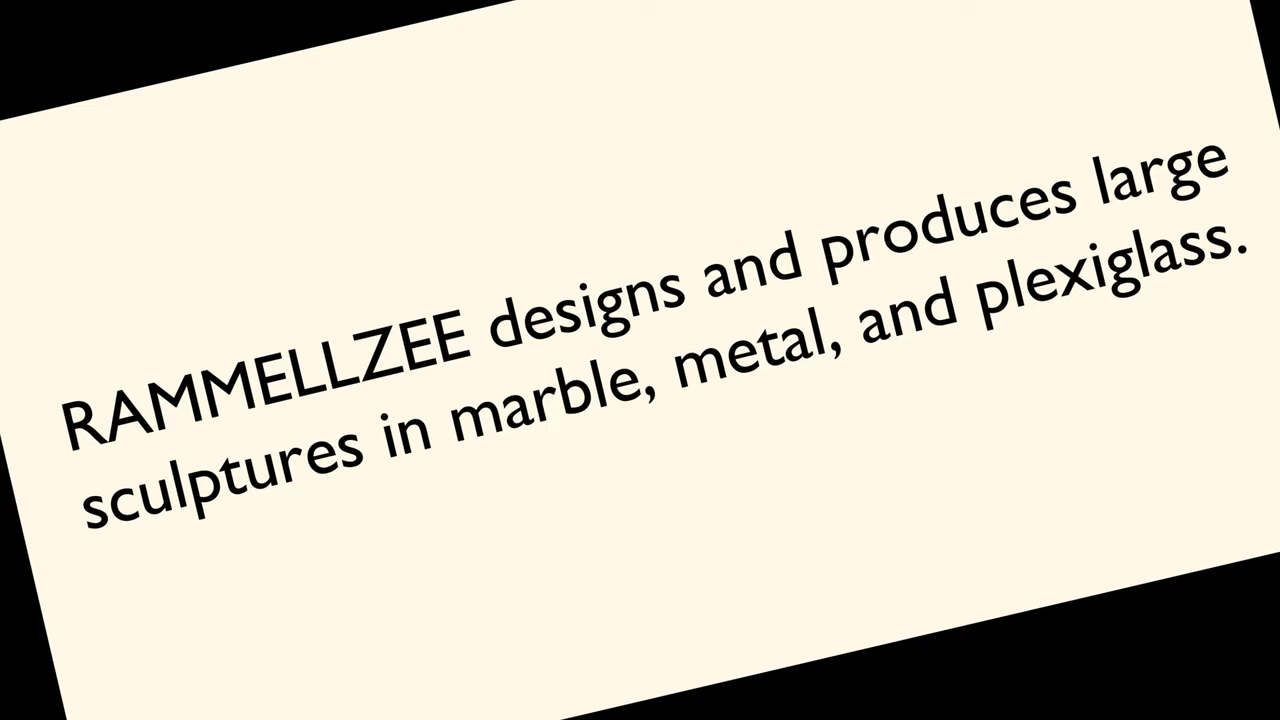 RAMMELLZEE designs and produces large
sculptures in marble, metal, and plexiglass.